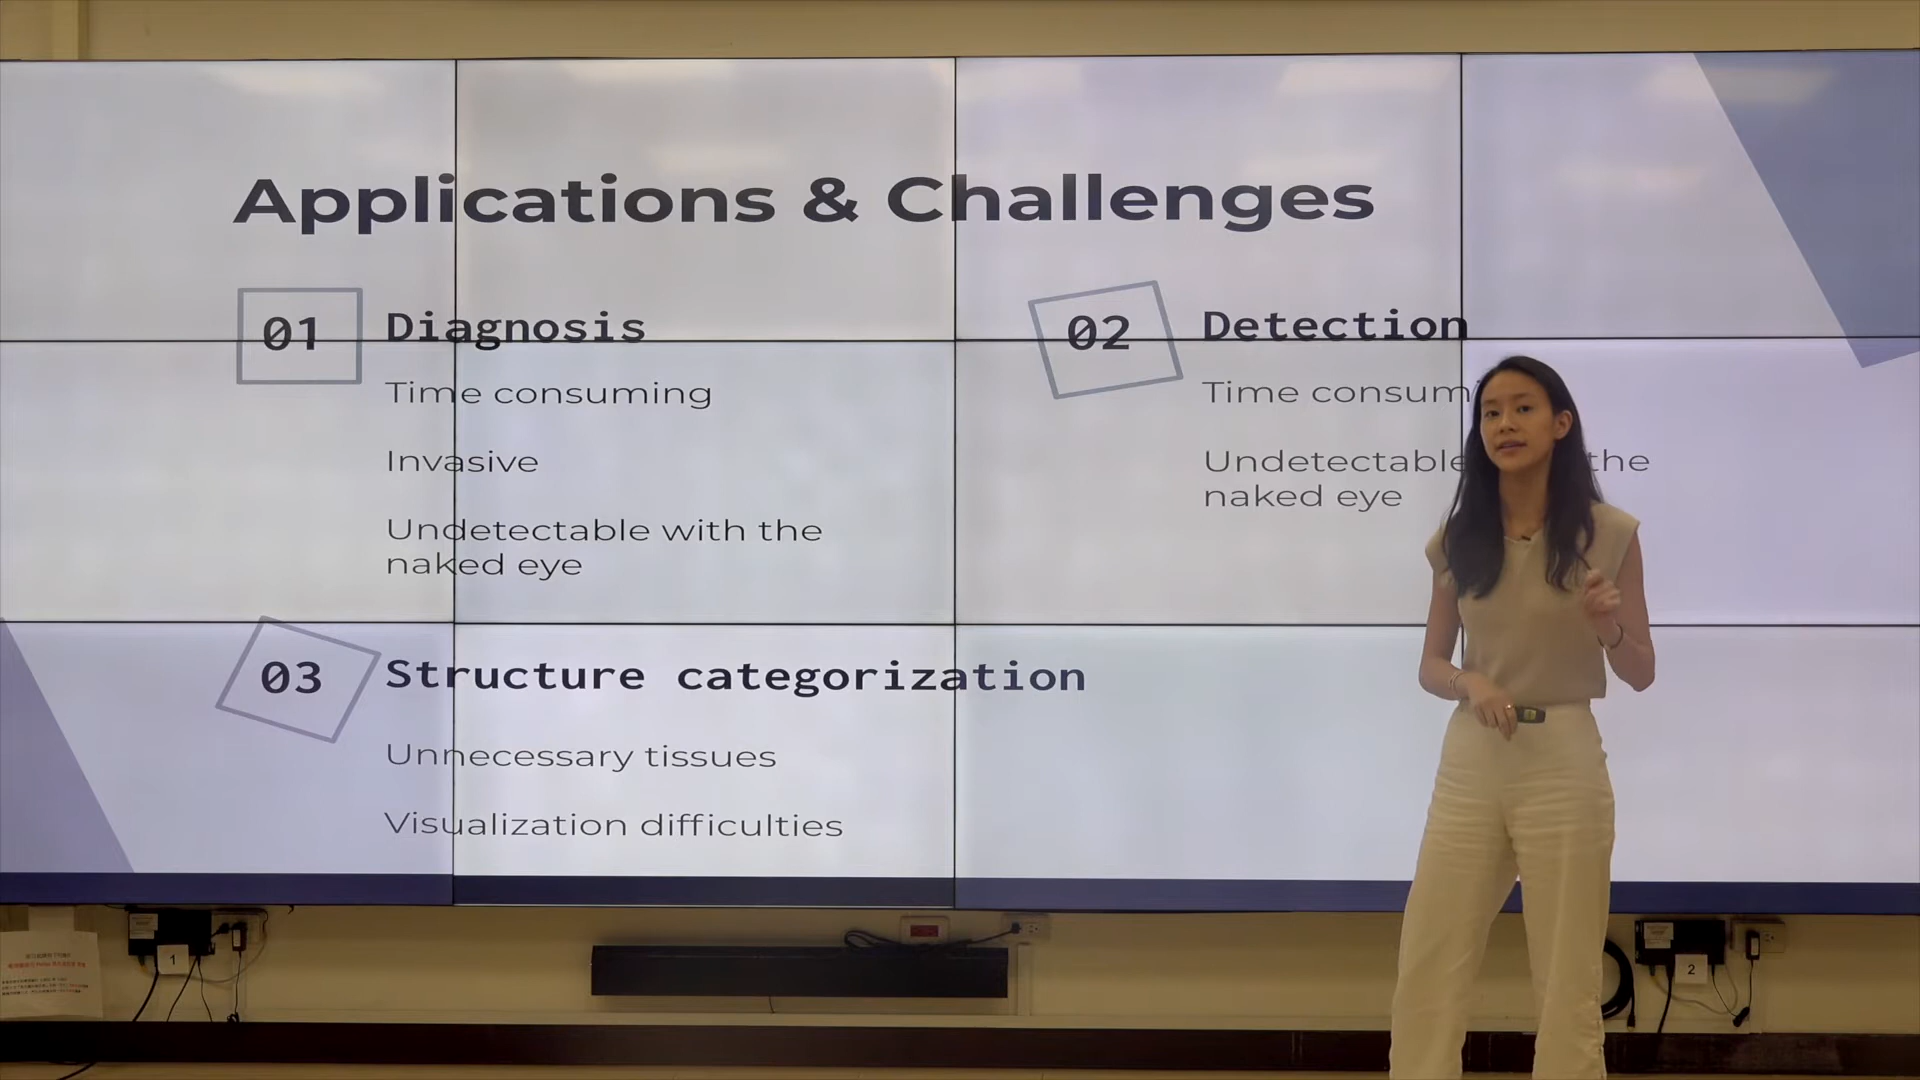 Applications & Challenges
01
Diagnosis
Time consuming
Invasive
Undetectable with the
naked eye
02
Detection
Time consumi
Undetectable the
naked eye
03
Structure categorization
Unnecessary tissues
Visualization difficulties
1
2